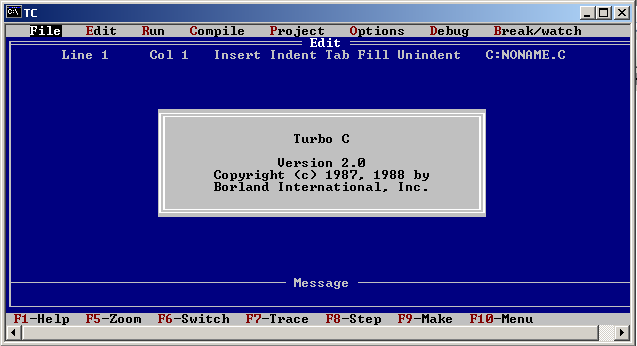 TC
File Edit Run Compile Project Options Debug Break/watch
Edit
Line 1 Col 1 Insert Indent Tab Fill Unindent C:NONAME.C
Turbo C
Version 2.0
Copyright (c) 1987, 1988 by
Borland International, Inc.
Message
F1-Help F5-Zoom F6-Switch F7-Trace F8-Step F9-Make F10-Menu